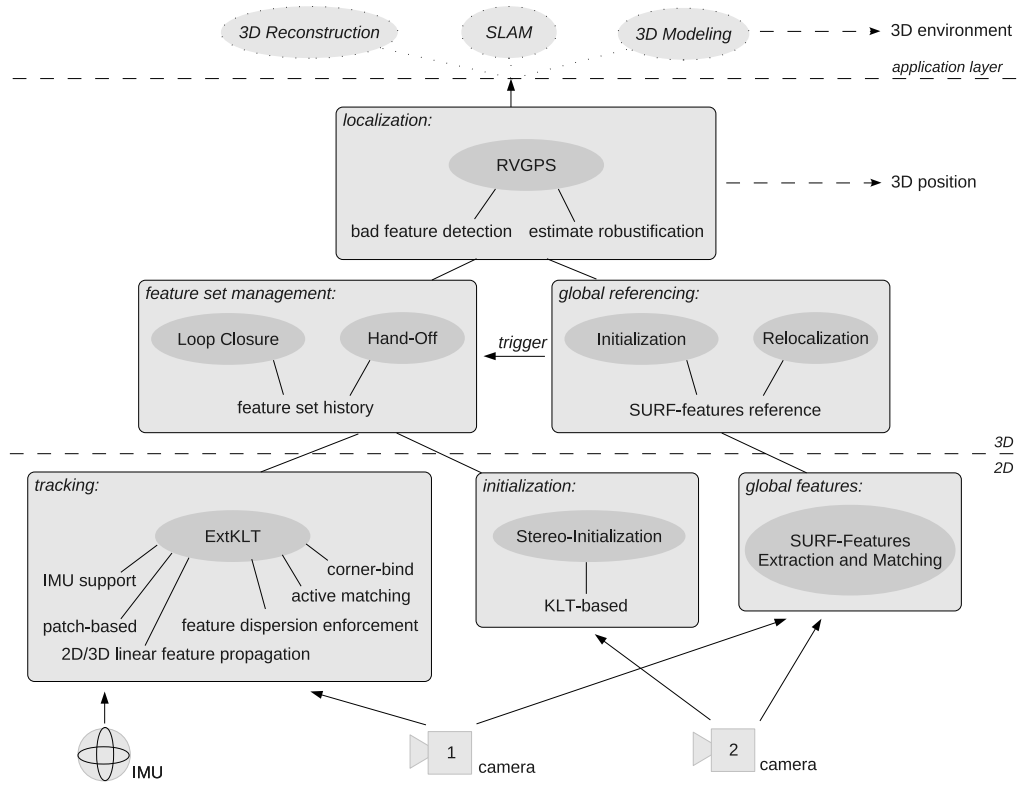 3D Reconstruction
SLAM
3D Modeling
3D environment
application layer
localization:
RVGPS
3D position
bad feature detection
estimate robustification
feature set management:
global referencing:
Loop Closure
Hand-Off
trigger
Initialization
Relocalization
feature set history
SURF-features reference
3D
2D
tracking:
initialization:
global features:
ExtKLT
Stereo-Initialization
SURF-Features
Extraction and Matching
corner-bind
IMU support
active matching
KLT-based
patch-based
feature dispersion enforcement
2D/3D linear feature propagation
1
2
IMU
camera
camera